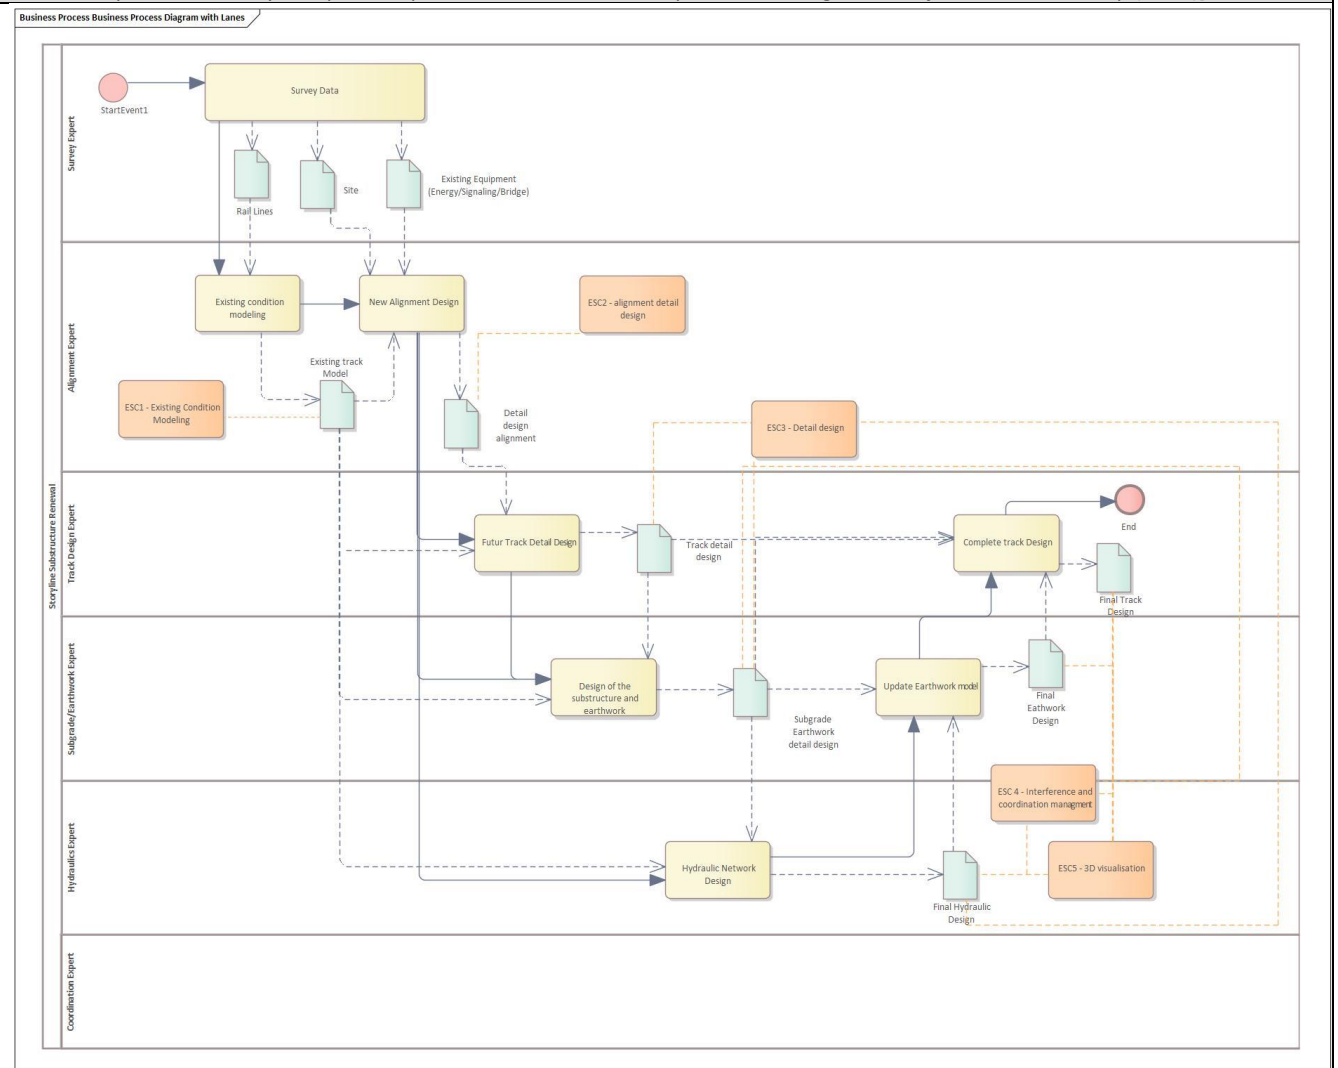 Business Process Business Process Diagram with Lanes
Storyline Substructure Renewal
Survey Expert
StartEvent1
Survey Data
Rail Lines
Site
Existing Equipment
(Energy/Signaling/Bridge)
Alignment Expert
Existing condition
modeling
New Alignment Design
ESC2 - alignment detail
design
Existing track
Model
ESC1 - Existing Condition
Modeling
Detail
design
alignment
ESC3 - Detail design
Track Design Expert
Futur Track Detail Design
Track detail
design
Complete track Design
End
Final Track
Design
Subgrade/Earthwork Expert
Design of the
substructure and
earthwork
Subgrade
Earthwork
detail design
Update Earthwork model
Final
Eathwork
Design
Hydraulics Expert
ESC 4 - Interference and
coordination managment
Hydraulic Network
Design
Final Hydraulic
Design
ESC5 - 3D visualisation
Coordination Expert